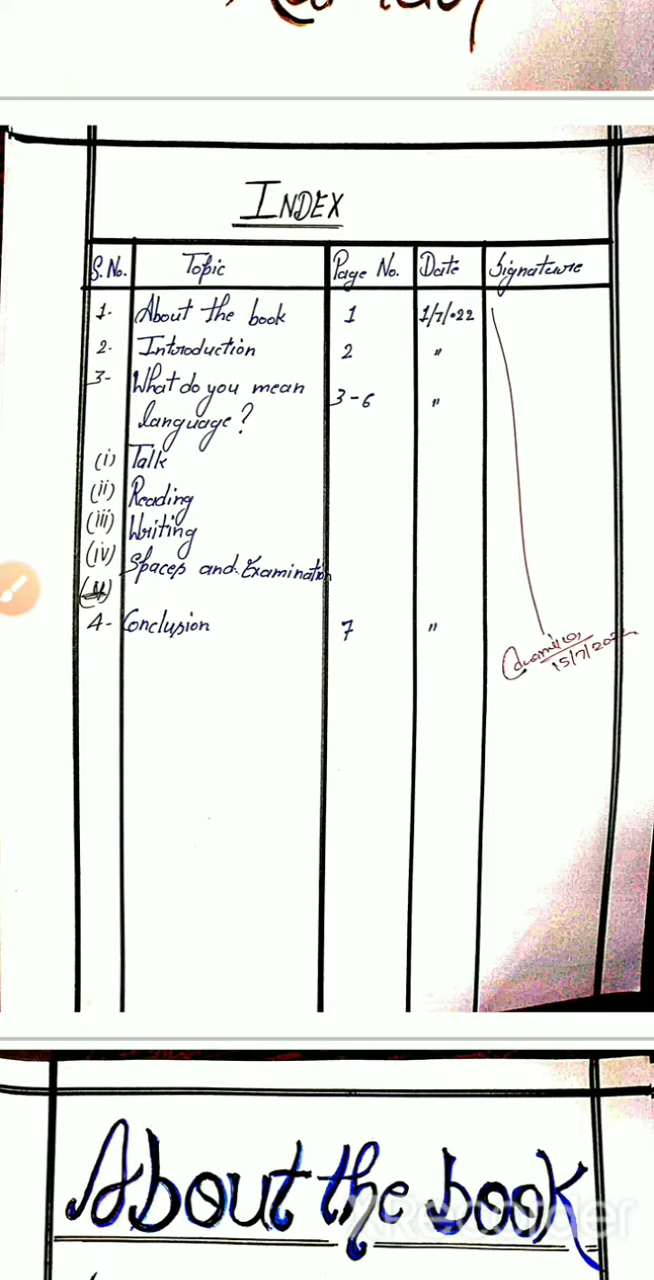 INDEX
S.No. Topic Page No. Date Signature
1- About the book 1 1/7/.22
2- Introduction 2 "
3- What do you mean
language? 3-6 "
(i) Talk
(ii) Reading
(iii) Writing
(iv) Spaces and Examination
4- Conclusion 7 "
15/7/2022
About the book
Recorder